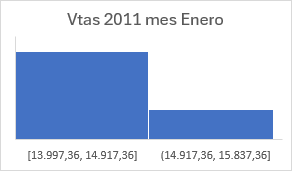 Vtas 2011 mes Enero
[13.997,36, 14.917,36] (14.917,36, 15.837,36]